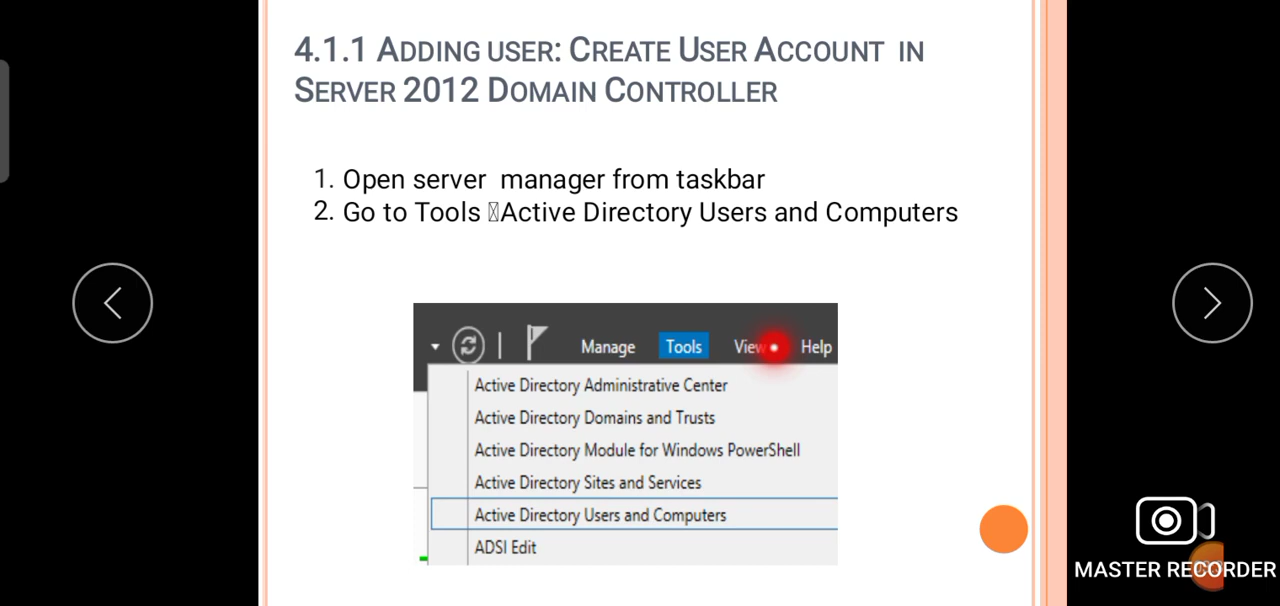 4.1.1 ADDING USER: CREATE USER ACCOUNT IN
SERVER 2012 DOMAIN CONTROLLER
1. Open server manager from taskbar
2. Go to Tools Active Directory Users and Computers
Manage Tools View Help
Active Directory Administrative Center
Active Directory Domains and Trusts
Active Directory Module for Windows PowerShell
Active Directory Sites and Services
Active Directory Users and Computers
ADSI Edit
MASTER RECORDER